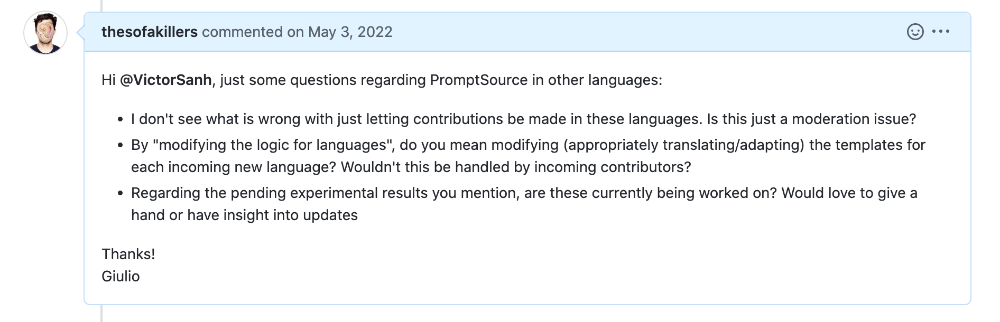 thesofakillers commented on May 3, 2022
Hi @VictorSanh, just some questions regarding PromptSource in other languages:
• I don't see what is wrong with just letting contributions be made in these languages. Is this just a moderation issue?
• By "modifying the logic for languages", do you mean modifying (appropriately translating/adapting) the templates for
each incoming new language? Wouldn't this be handled by incoming contributors?
• Regarding the pending experimental results you mention, are these currently being worked on? Would love to give a
hand or have insight into updates
Thanks!
Giulio